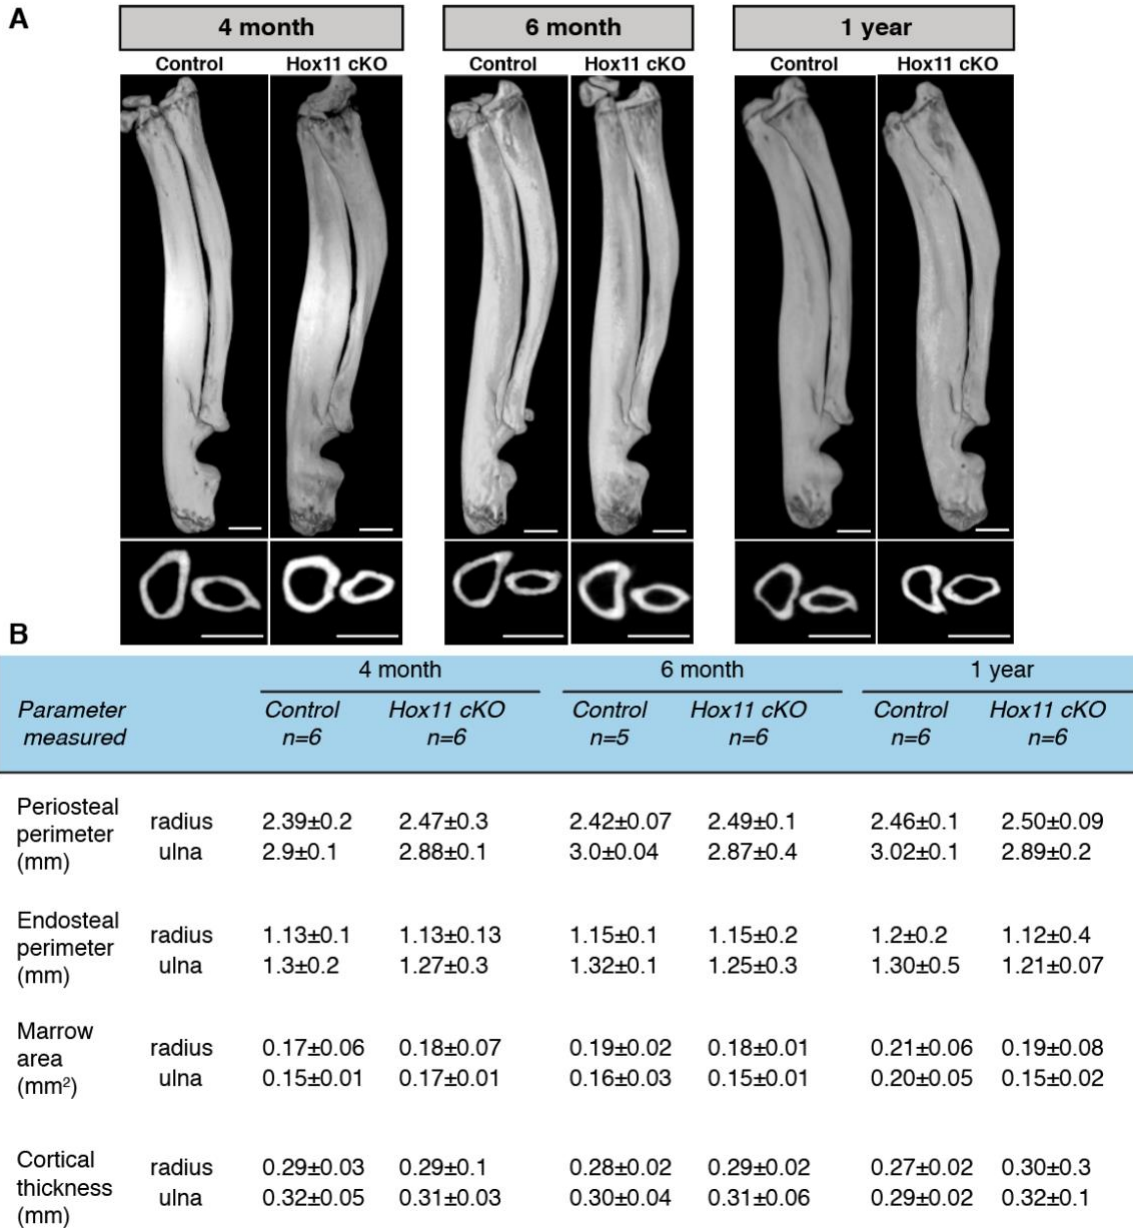 A
4 month 6 month 1 year
Control Hox11 cKO Control Hox11 cKO Control Hox11 cKO
B
4 month 6 month 1 year
Parameter measured Control n=6 Hox11 cKO n=6 Control n=5 Hox11 cKO n=6 Control n=6 Hox11 cKO n=6
Periosteal perimeter (mm)
radius 2.39±0.2 2.47±0.3 2.42±0.07 2.49±0.1 2.46±0.1 2.50±0.09
ulna 2.9±0.1 2.88±0.1 3.0±0.04 2.87±0.4 3.02±0.1 2.89±0.2
Endosteal perimeter (mm)
radius 1.13±0.1 1.13±0.13 1.15±0.1 1.15±0.2 1.2±0.2 1.12±0.4
ulna 1.3±0.2 1.27±0.3 1.32±0.1 1.25±0.3 1.30±0.5 1.21±0.07
Marrow area (mm²)
radius 0.17±0.06 0.18±0.07 0.19±0.02 0.18±0.01 0.21±0.06 0.19±0.08
ulna 0.15±0.01 0.17±0.01 0.16±0.03 0.15±0.01 0.20±0.05 0.15±0.02
Cortical thickness (mm)
radius 0.29±0.03 0.29±0.1 0.28±0.02 0.29±0.02 0.27±0.02 0.30±0.3
ulna 0.32±0.05 0.31±0.03 0.30±0.04 0.31±0.06 0.29±0.02 0.32±0.1